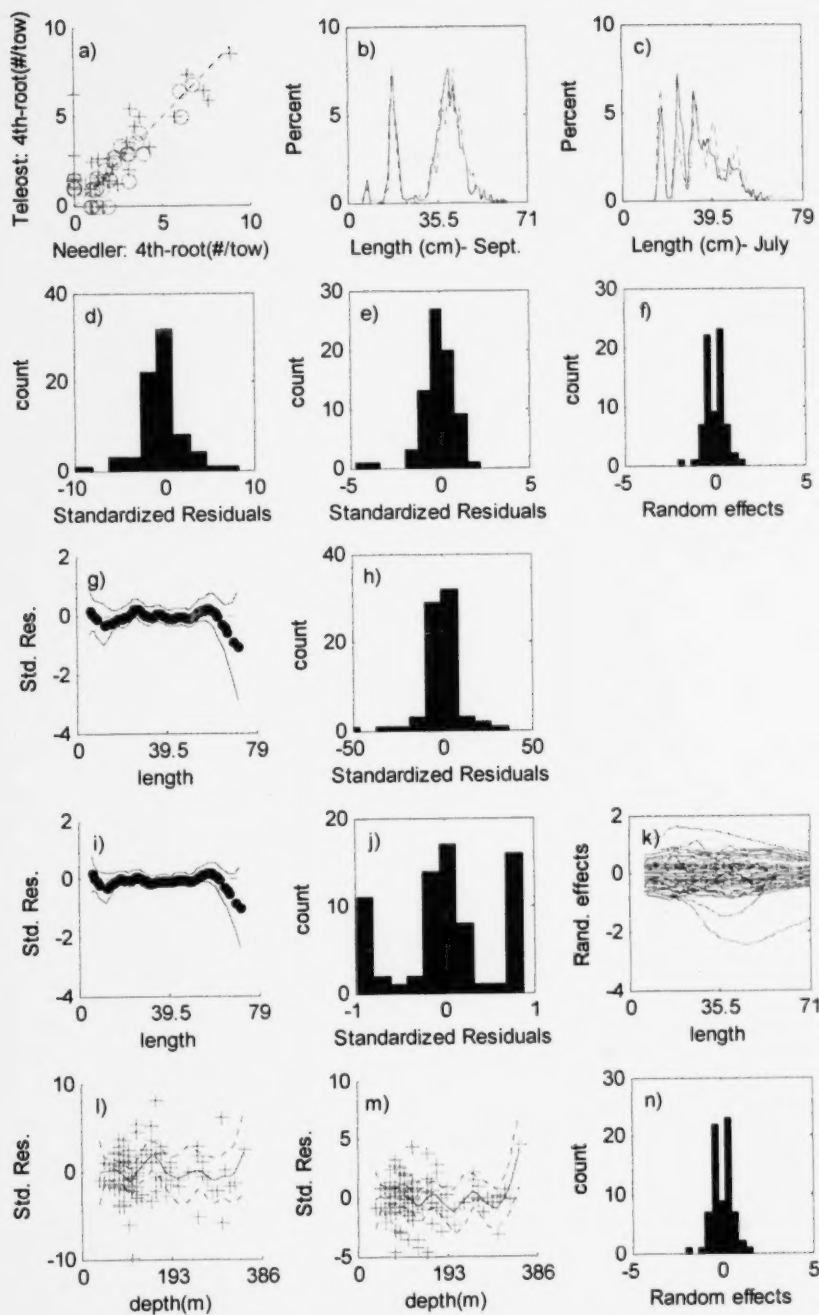 a)
10
5
0
Teleost: 4th-root(#/tow)
0 5 10
Needler: 4th-root(#/tow)
b)
10
5
0
Percent
0 35.5 71
Length (cm)- Sept.
c)
10
5
0
Percent
0 39.5 79
Length (cm)- July
d)
40
20
0
count
-10 0 10
Standardized Residuals
e)
30
20
10
0
count
-5 0 5
Standardized Residuals
f)
30
20
10
0
count
-5 0 5
Random effects
g)
2
0
-2
-4
Std. Res.
0 39.5 79
length
h)
40
20
0
count
-50 0 50
Standardized Residuals
i)
2
0
-2
-4
Std. Res.
0 39.5 79
length
j)
20
10
0
count
-1 0 1
Standardized Residuals
k)
2
0
-2
-4
Rand. effects
0 35.5 71
length
l)
10
0
-10
Std. Res.
0 193 386
depth(m)
m)
10
5
0
-5
Std. Res.
0 193 386
depth(m)
n)
30
20
10
0
count
-5 0 5
Random effects